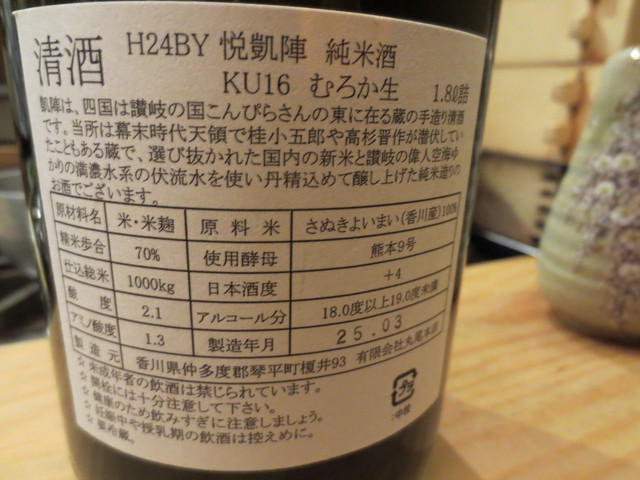 清酒 H24BY 悦凱陣 純米酒
KU16 むろか生 1.8ℓ詰
凱陣は、四国は讃岐の国こんぴらさんの東に在る蔵の手造り清酒
です。当所は幕末時代天領で桂小五郎や高杉晋作が潜伏してい
たこともある蔵で、選び抜かれた国内の新米と讃岐の偉人空海ゆ
かりの満濃水系の伏流水を使い丹精込めて醸し上げた純米造りの
お酒でございます。
原材料名 米・米麹 原料米 さぬきよいまい(香川産)100%
精米歩合 70% 使用酵母 熊本9号
仕込総米 1000kg 日本酒度 +4
酸度 2.1 アルコール分 18.0度以上19.0度未満
アミノ酸度 1.3 製造年月 25.03
製造元 香川県仲多度郡琴平町榎井93 有限会社丸尾本店
☆未成年者の飲酒は禁じられています。
☆開栓には十分注意して下さい。
☆健康のため飲みすぎに注意しましょう。
☆妊娠中や授乳期の飲酒は控えめに。
☆要冷蔵。
プラ
:中栓